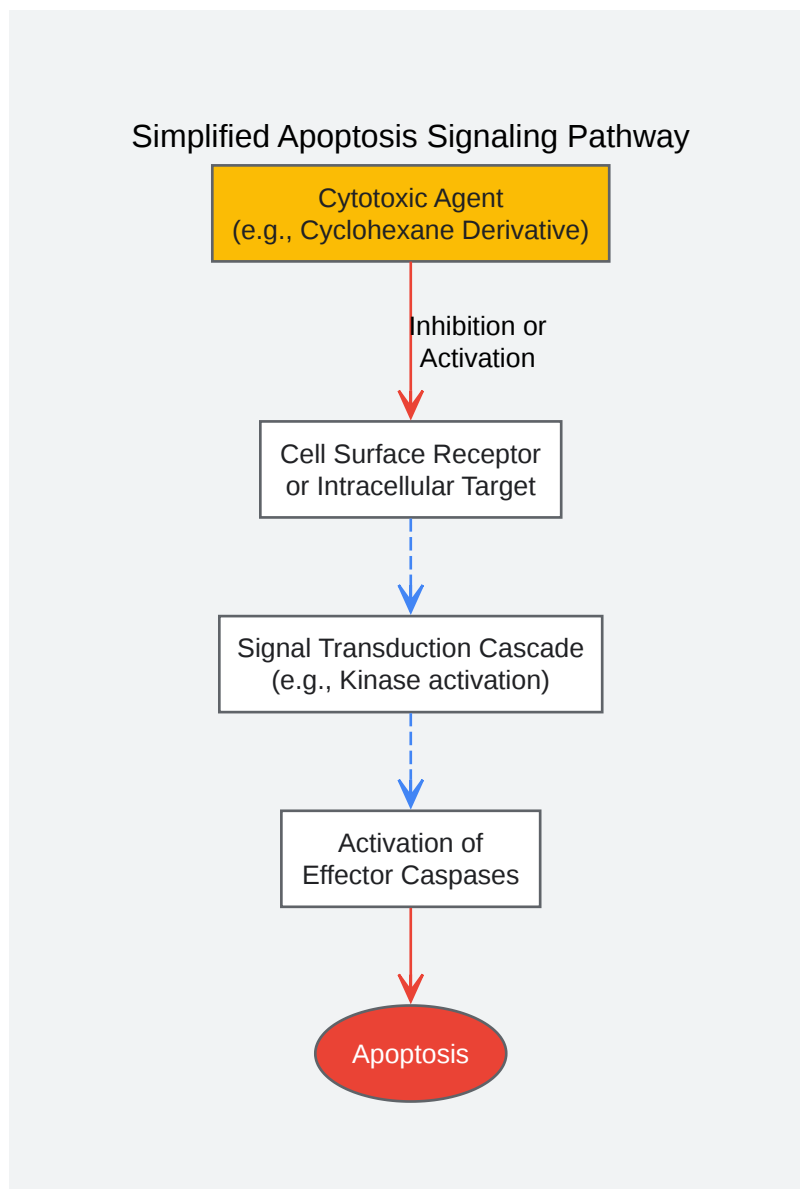 Simplified Apoptosis Signaling Pathway
Cytotoxic Agent
(e.g., Cyclohexane Derivative)
Inhibition or
Activation
Cell Surface Receptor
or Intracellular Target
Signal Transduction Cascade
(e.g., Kinase activation)
Activation of
Effector Caspases
Apoptosis